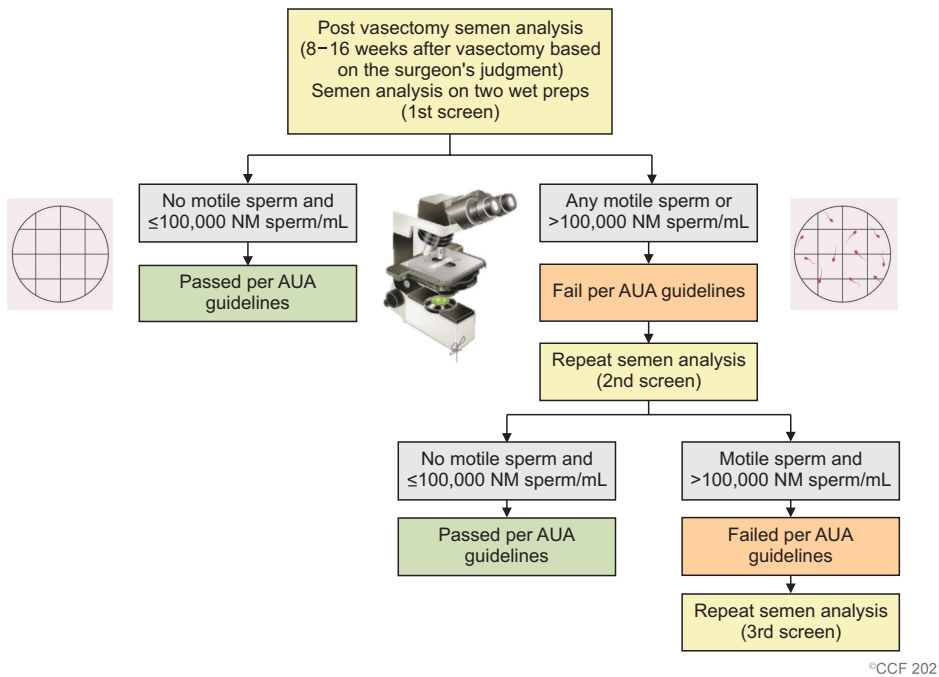 Post vasectomy semen analysis
(8–16 weeks after vasectomy based
on the surgeon's judgment)
Semen analysis on two wet preps
(1st screen)
No motile sperm and
≤100,000 NM sperm/mL
Any motile sperm or
>100,000 NM sperm/mL
Passed per AUA
guidelines
Fail per AUA guidelines
Repeat semen analysis
(2nd screen)
No motile sperm and
≤100,000 NM sperm/mL
Motile sperm and
>100,000 NM sperm/mL
Passed per AUA
guidelines
Failed per AUA
guidelines
Repeat semen analysis
(3rd screen)
©CCF 202